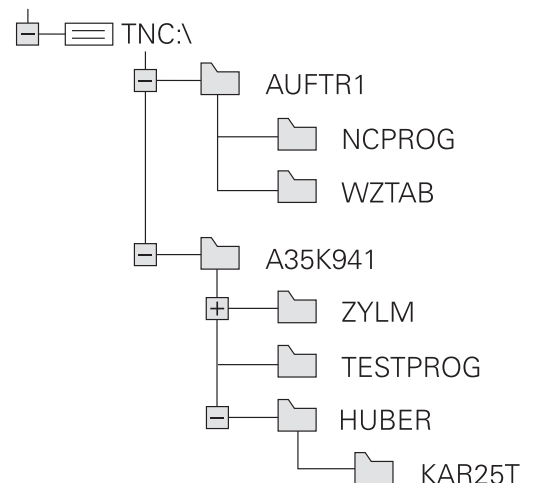 TNC:\
AUFTR1
NCPROG
WZTAB
A35K941
ZYLM
TESTPROG
HUBER
KAR25T